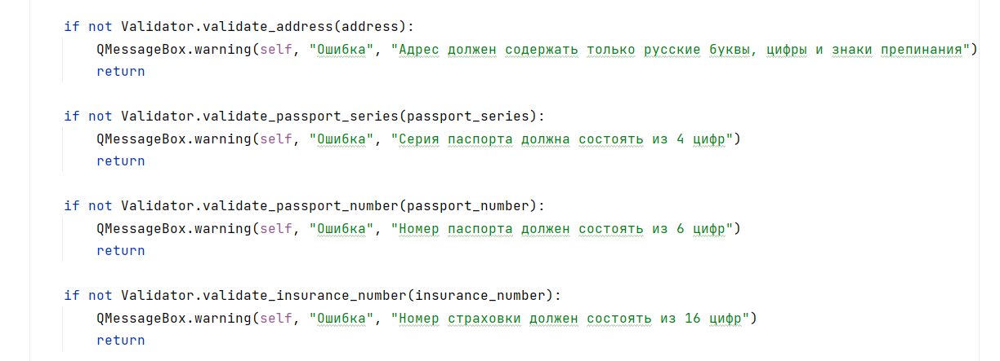 if not Validator.validate_address(address):
QMessageBox.warning(self, "Ошибка", "Адрес должен содержать только русские буквы, цифры и знаки препинания")
return
if not Validator.validate_passport_series(passport_series):
QMessageBox.warning(self, "Ошибка", "Серия паспорта должна состоять из 4 цифр")
return
if not Validator.validate_passport_number(passport_number):
QMessageBox.warning(self, "Ошибка", "Номер паспорта должен состоять из 6 цифр")
return
if not Validator.validate_insurance_number(insurance_number):
QMessageBox.warning(self, "Ошибка", "Номер страховки должен состоять из 16 цифр")
return